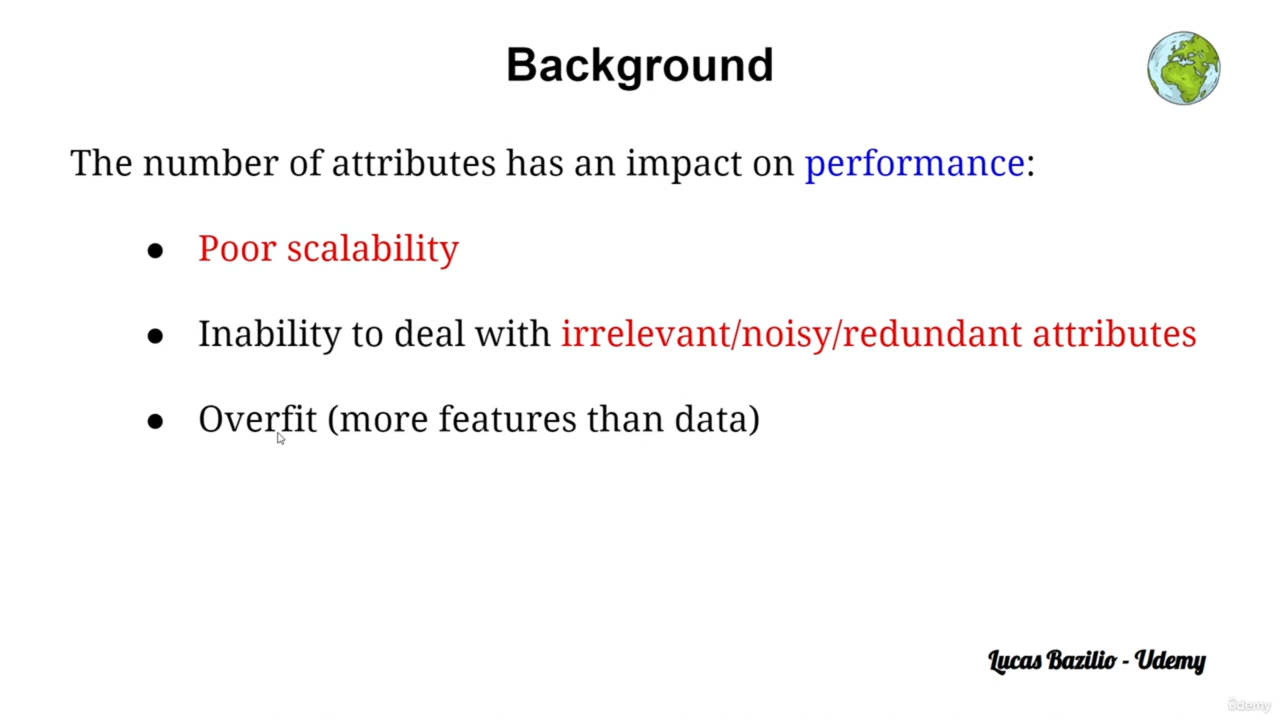 Background
The number of attributes has an impact on performance:
● Poor scalability
● Inability to deal with irrelevant/noisy/redundant attributes
● Overfit (more features than data)
Lucas Bazilio - Udemy
ûdemy